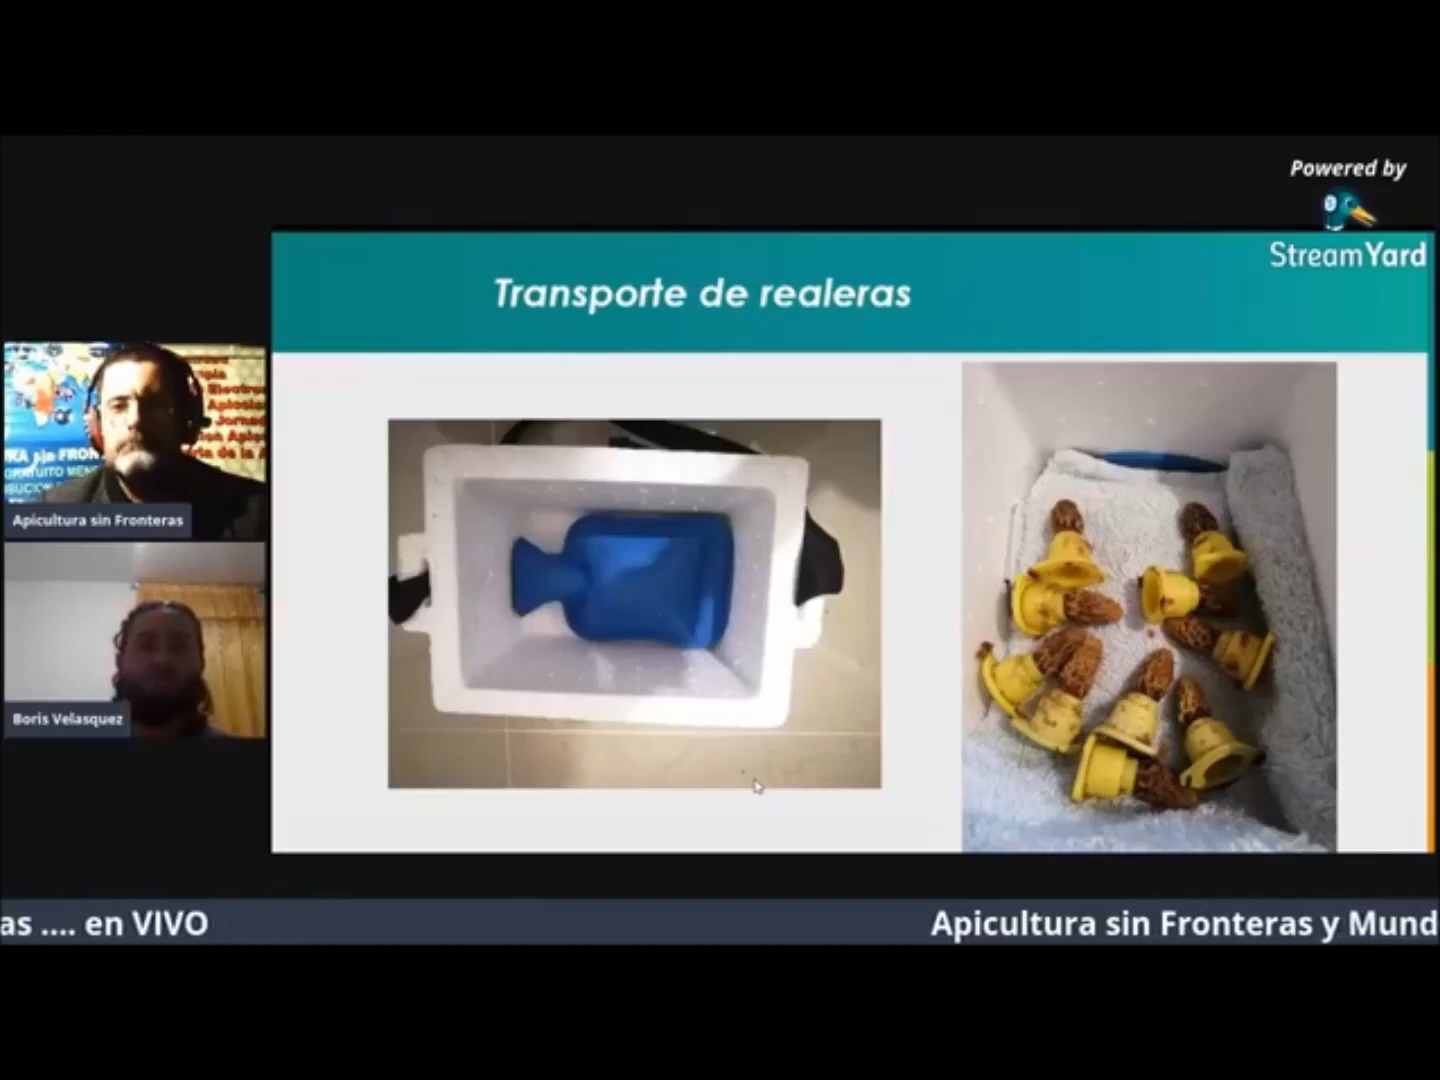 Powered by
StreamYard
Transporte de realeras
Apicultura sin Fronteras
Boris Velasquez
as .... en VIVO
Apicultura sin Fronteras y Mund